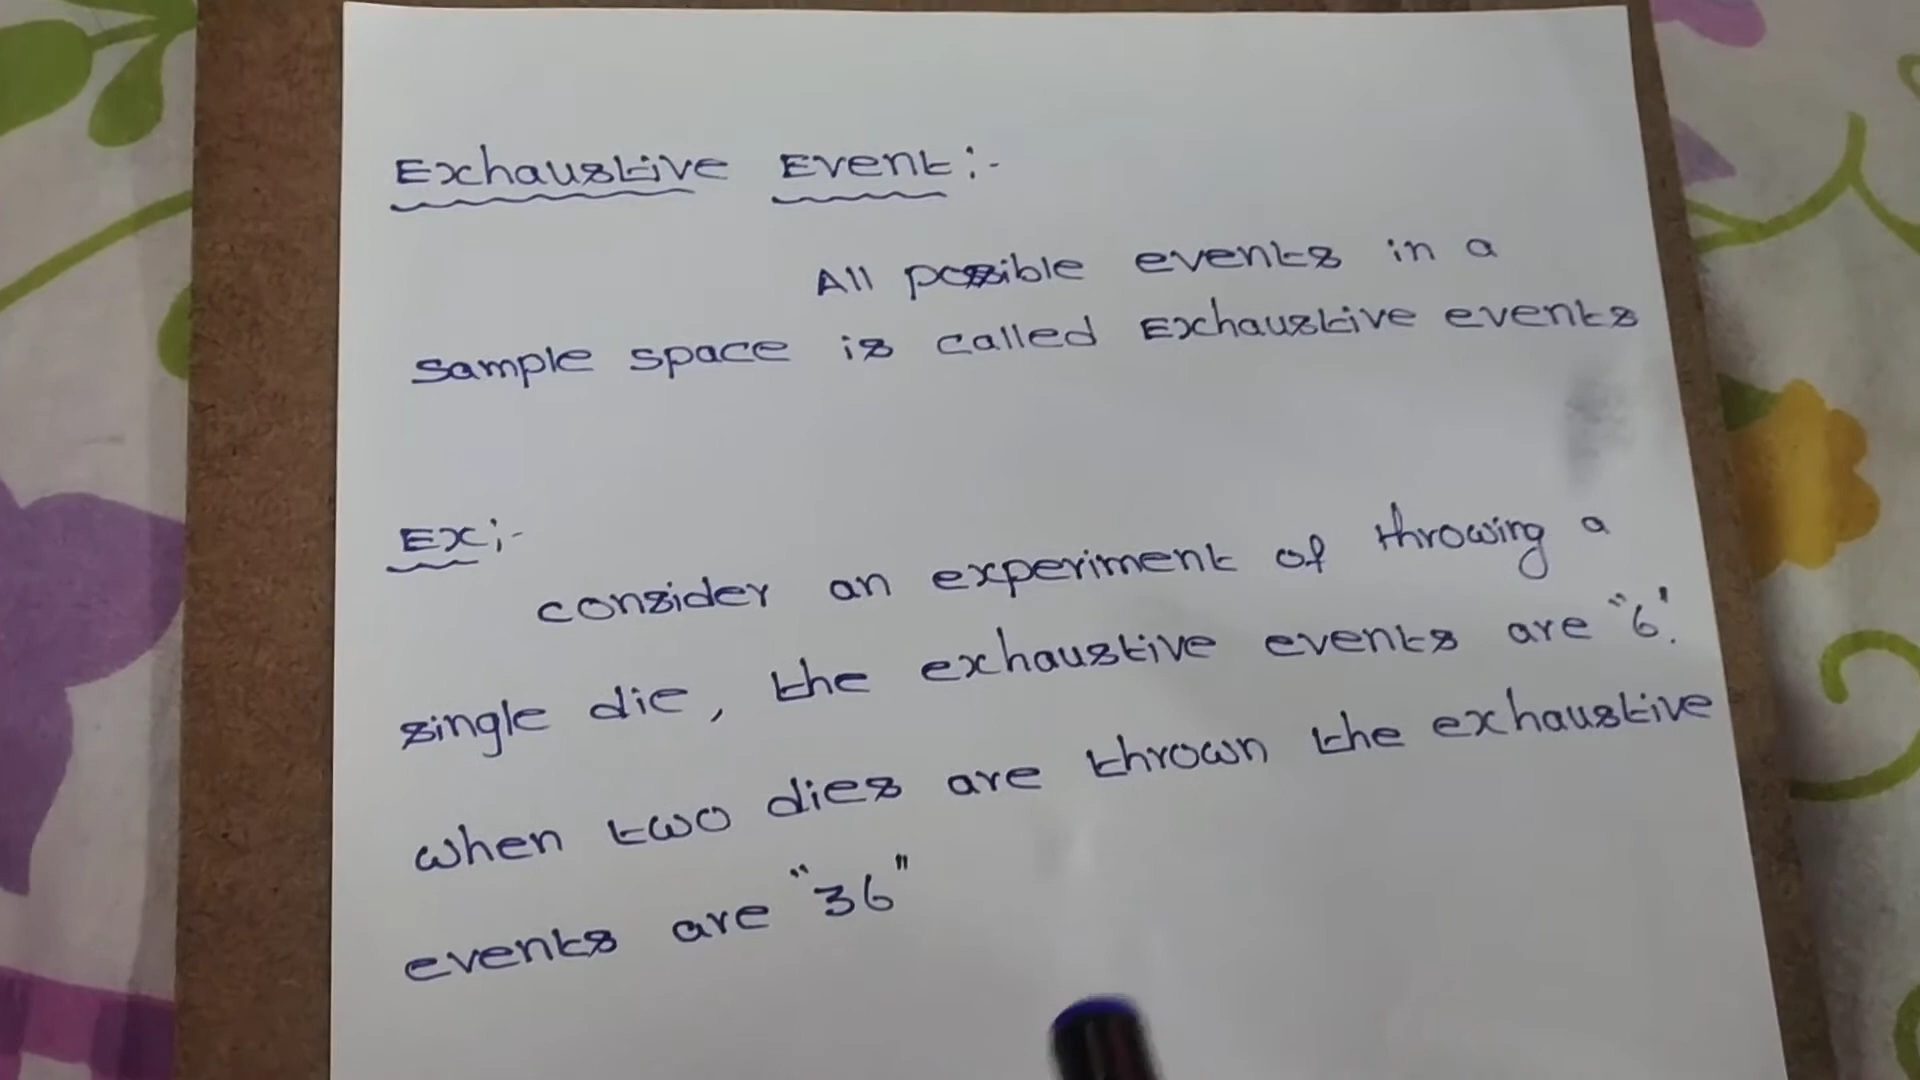 Exhaustive Event:-
All possible events in a
sample space is called Exhaustive events
Ex:-
consider an experiment of throwing a
single die, the exhaustive events are "6".
when two dies are thrown the exhaustive
events are "36"